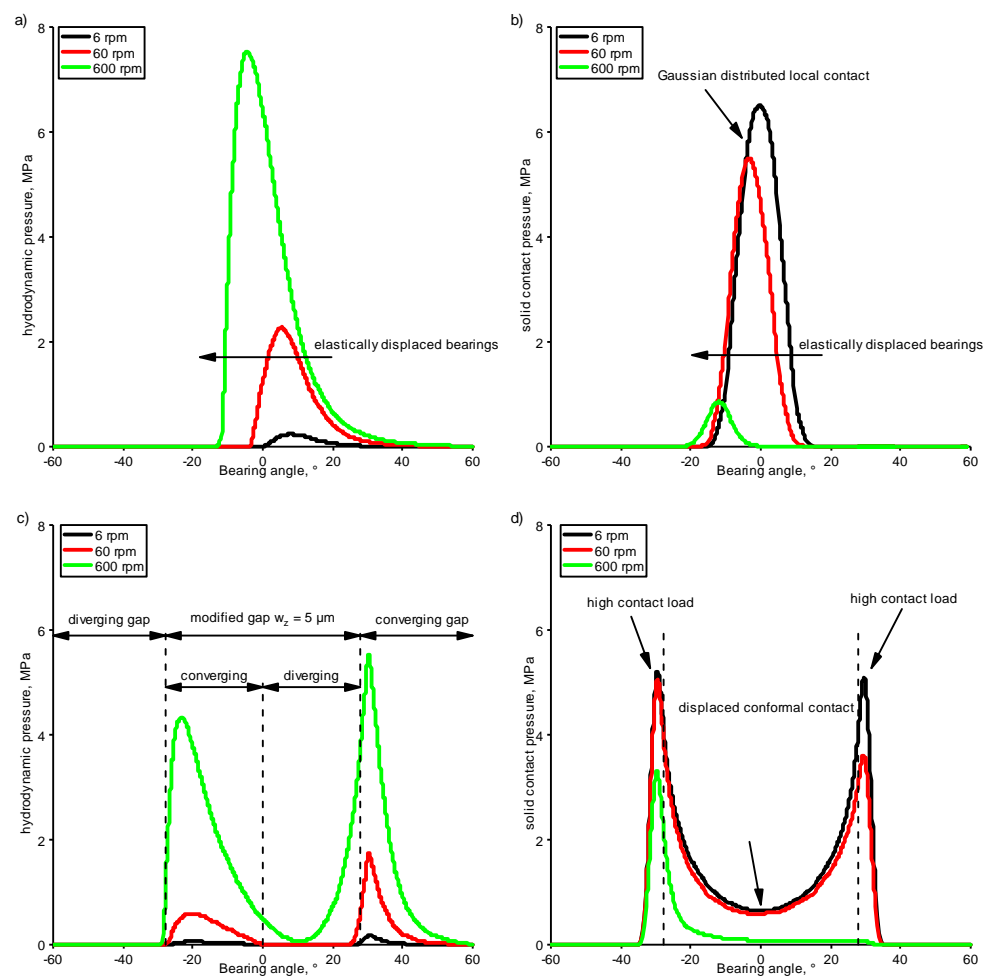 a)
8
6
4
2
0
6 rpm
60 rpm
600 rpm
elastically displaced bearings
hydrodynamic pressure, MPa
-60
-40
-20
0
20
40
60
Bearing angle, °
b)
8
6
4
2
0
6 rpm
60 rpm
600 rpm
Gaussian distributed local contact
elastically displaced bearings
solid contact pressure, MPa
-60
-40
-20
0
20
40
60
Bearing angle, °
c)
8
6
4
2
0
6 rpm
60 rpm
600 rpm
diverging gap
modified gap wz = 5 µm
converging gap
converging
diverging
hydrodynamic pressure, MPa
-60
-40
-20
0
20
40
60
Bearing angle, °
d)
8
6
4
2
0
6 rpm
60 rpm
600 rpm
high contact load
high contact load
displaced conformal contact
solid contact pressure, MPa
-60
-40
-20
0
20
40
60
Bearing angle, °